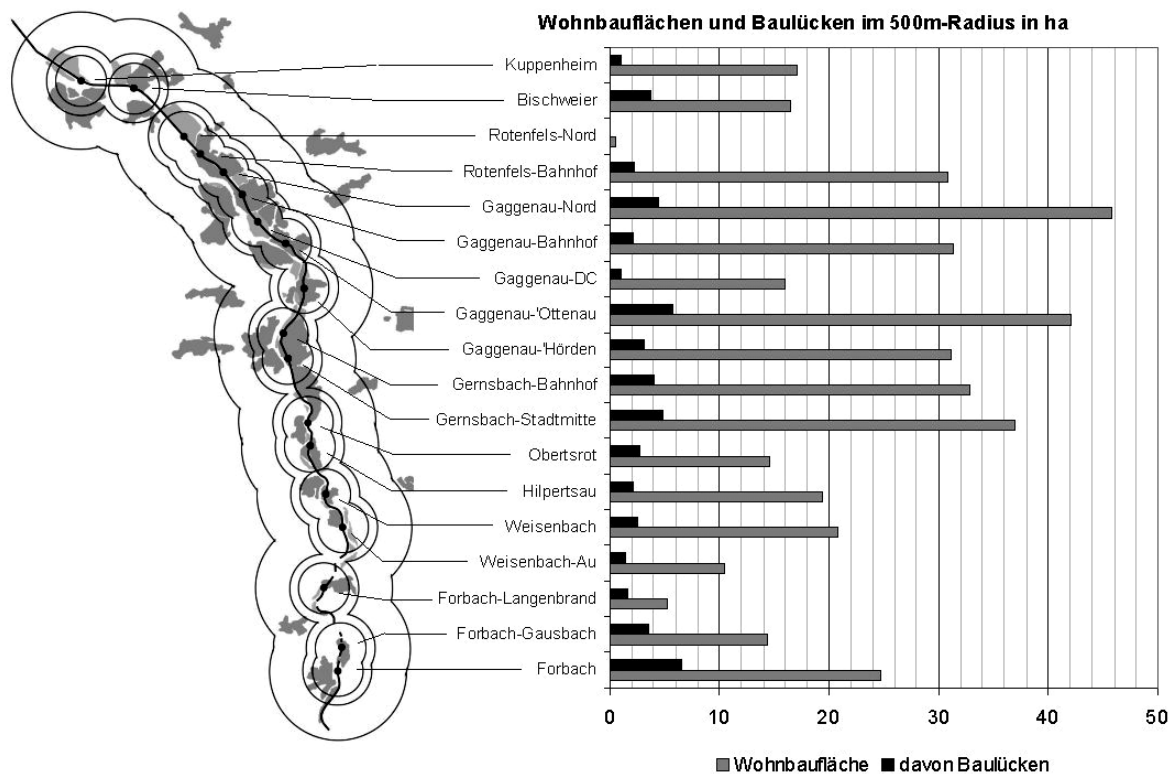 Wohnbauflächen und Baulücken im 500m-Radius in ha
Kuppenheim
Bischweier
Rotenfels-Nord
Rotenfels-Bahnhof
Gaggenau-Nord
Gaggenau-Bahnhof
Gaggenau-DC
Gaggenau-'Ottenau
Gaggenau-'Hörden
Gernsbach-Bahnhof
Gernsbach-Stadtmitte
Obertsrot
Hilpertsau
Weisenbach
Weisenbach-Au
Forbach-Langenbrand
Forbach-Gausbach
Forbach
0 10 20 30 40 50
Wohnbaufläche davon Baulücken